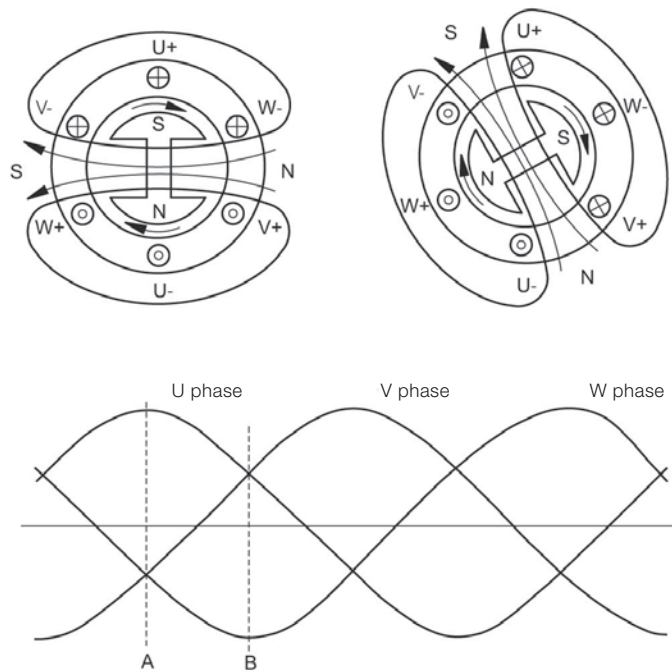 U+
V-
W-
S
S
N
N
W+
V+
U-
S
U+
V-
W-
S
N
W+
V+
N
U-
U phase V phase W phase
A B